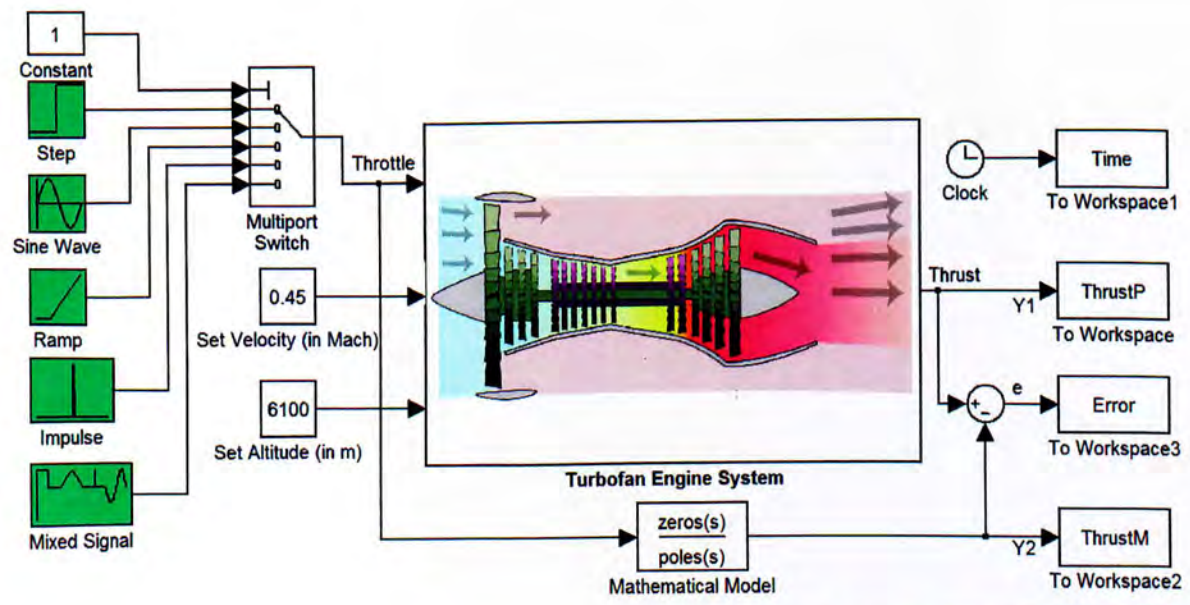 1
Constant
Step
Sine Wave
Ramp
Impulse
Mixed Signal
Multiport
Switch
Throttle
0.45
Set Velocity (in Mach)
6100
Set Altitude (in m)
Turbofan Engine System
zeros(s)
poles(s)
Mathematical Model
Clock
Time
To Workspace1
Thrust
Y1
ThrustP
To Workspace
+
−
e
Error
To Workspace3
Y2
ThrustM
To Workspace2